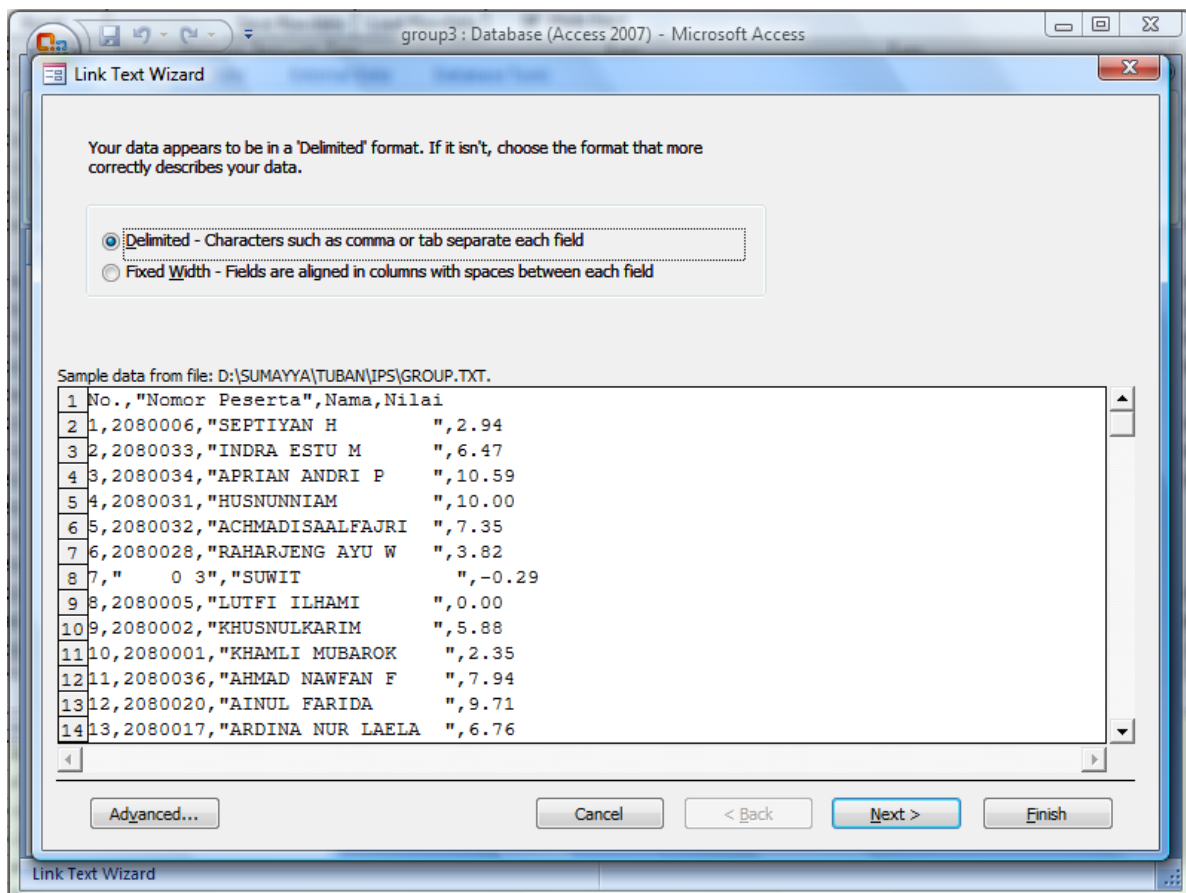 group3 : Database (Access 2007) - Microsoft Access
Link Text Wizard
Your data appears to be in a 'Delimited' format. If it isn't, choose the format that more
correctly describes your data.
Delimited - Characters such as comma or tab separate each field
Fixed Width - Fields are aligned in columns with spaces between each field
Sample data from file: D:\SUMAYYA\TUBAN\IPS\GROUP.TXT.
1 No.,"Nomor Peserta",Nama,Nilai
2 1,2080006,"SEPTIYAN H        ",2.94
3 2,2080033,"INDRA ESTU M      ",6.47
4 3,2080034,"APRIAN ANDRI P    ",10.59
5 4,2080031,"HUSNUNNIAM        ",10.00
6 5,2080032,"ACHMADISAALFAJRI  ",7.35
7 6,2080028,"RAHARJENG AYU W   ",3.82
8 7,"    0 3","SUWIT             ",-0.29
9 8,2080005,"LUTFI ILHAMI      ",0.00
10 9,2080002,"KHUSNULKARIM      ",5.88
11 10,2080001,"KHAMLI MUBAROK    ",2.35
12 11,2080036,"AHMAD NAWFAN F    ",7.94
13 12,2080020,"AINUL FARIDA      ",9.71
14 13,2080017,"ARDINA NUR LAELA  ",6.76
Advanced... Cancel < Back Next > Finish
Link Text Wizard